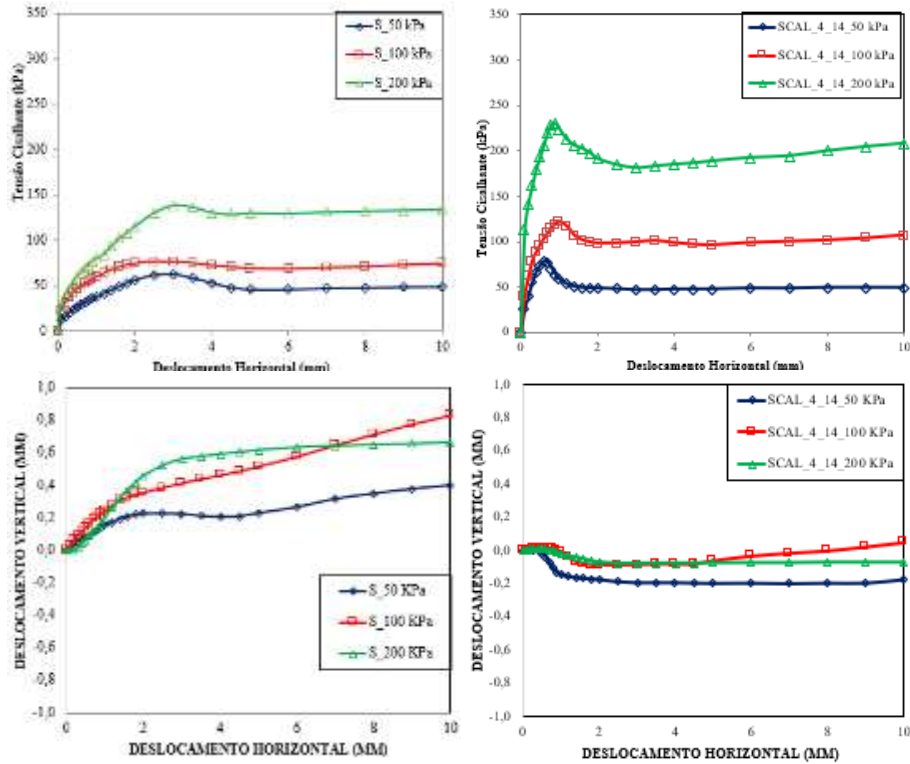 350
300
250
200
150
100
50
0
Tensão Cisalhante (kPa)
S_50 kPa
S_100 kPa
S_200 kPa
0 2 4 6 8 10
Deslocamento Horizontal (mm)
350
300
250
200
150
100
50
0
Tensão Cisalhante (kPa)
SCAL_4_14_50 kPa
SCAL_4_14_100 kPa
SCAL_4_14_200 kPa
0 2 4 6 8 10
Deslocamento Horizontal (mm)
1,0
0,8
0,6
0,4
0,2
0,0
-0,2
-0,4
-0,6
-0,8
-1,0
DESLOCAMENTO VERTICAL (MM)
S_50 KPa
S_100 KPa
S_200 KPa
0 2 4 6 8 10
DESLOCAMENTO HORIZONTAL (MM)
1,0
0,8
0,6
0,4
0,2
0,0
-0,2
-0,4
-0,6
-0,8
-1,0
DESLOCAMENTO VERTICAL (MM)
SCAL_4_14_50 KPa
SCAL_4_14_100 KPa
SCAL_4_14_200 KPa
0 2 4 6 8 10
DESLOCAMENTO HORIZONTAL (MM)